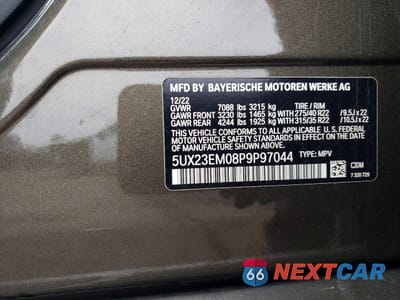 MFD BY BAYERISCHE MOTOREN WERKE AG
12/22
GVWR 7088 lbs 3215 kg TIRE / RIM
GAWR FRONT 3230 lbs 1465 kg WITH 275/40 R22 / 9.5J x 22
GAWR REAR 4244 lbs 1925 kg WITH 315/35 R22 / 10.5J x 22
THIS VEHICLE CONFORMS TO ALL APPLICABLE U.S. FEDERAL
MOTOR VEHICLE SAFETY STANDARDS IN EFFECT ON THE
DATE OF MANUFACTURE SHOWN ABOVE.
5UX23EM08P9P97044 TYPE: MPV
66 NEXTCAR